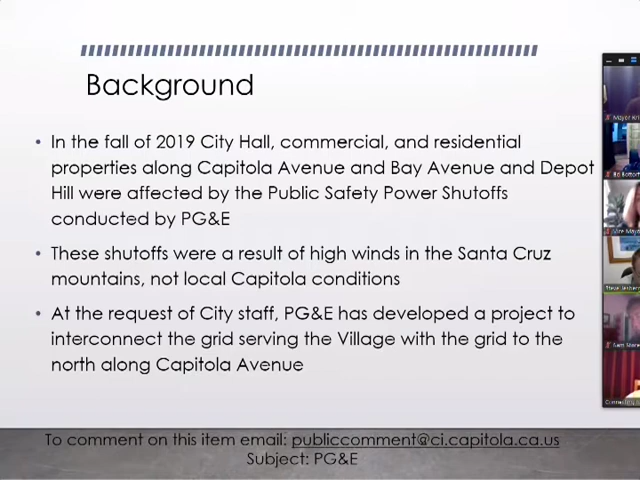 Background
• In the fall of 2019 City Hall, commercial, and residential
properties along Capitola Avenue and Bay Avenue and Depot
Hill were affected by the Public Safety Power Shutoffs
conducted by PG&E
• These shutoffs were a result of high winds in the Santa Cruz
mountains, not local Capitola conditions
• At the request of City staff, PG&E has developed a project to
interconnect the grid serving the Village with the grid to the
north along Capitola Avenue
To comment on this item email: publiccomment@ci.capitola.ca.us
Subject: PG&E
Mayor
Steve
Sam